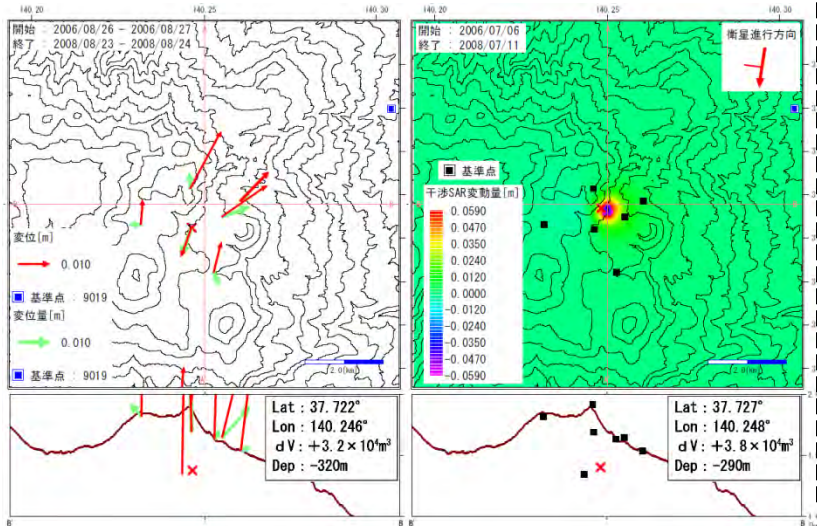 140.20
140.25
140.30
開始 : 2006/08/26 - 2006/08/27
終了 : 2008/08/23 - 2008/08/24
変位[m]
0.010
基準点 : 9019
変位量[m]
0.010
基準点 : 9019
2.0(km)
Lat : 37.722°
Lon : 140.246°
dV : +3.2×10⁴m³
Dep : -320m
140.20
140.25
140.30
開始 : 2006/07/06
終了 : 2008/07/11
衛星進行方向
基準点
干渉SAR変動量[m]
0.0590
0.0470
0.0350
0.0240
0.0120
0.0000
-0.0120
-0.0240
-0.0350
-0.0470
-0.0590
2.0(km)
Lat : 37.727°
Lon : 140.248°
dV : +3.8×10⁴m³
Dep : -290m